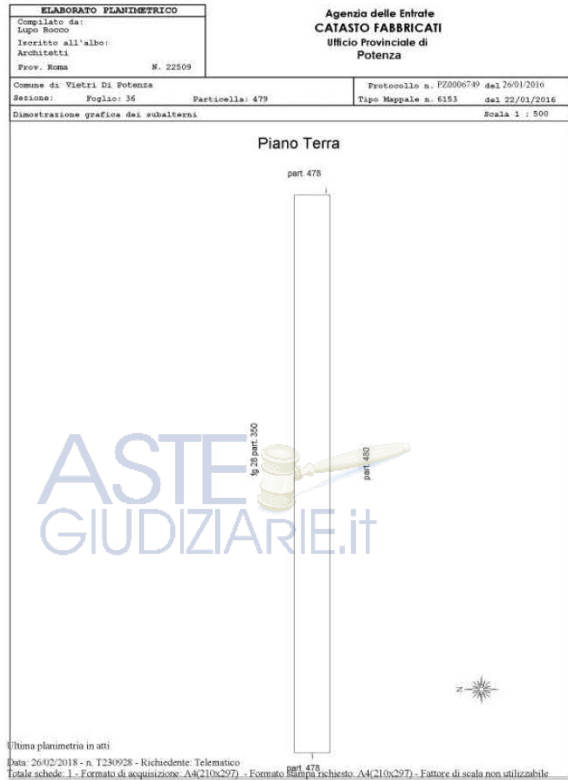 ELABORATO PLANIMETRICO
Compilato da:
Lupo Rocco
Iscritto all'albo:
Architetti
Prov. Roma N. 22509
Agenzia delle Entrate
CATASTO FABBRICATI
Ufficio Provinciale di
Potenza
Comune di Vietri Di Potenza
Sezione: Foglio: 36 Particella: 479
Protocollo n. PZ0006749 del 26/01/2016
Tipo Mappale n. 6153 del 22/01/2016
Dimostrazione grafica dei subalterni Scala 1 : 500
Piano Terra
part. 478
fg 28 part. 350
part. 480
ASTE
GIUDIZIARIE.it
N
part. 478
Ultima planimetria in atti
Data: 26/02/2018 - n. T230928 - Richiedente: Telematico
Totale schede: 1 - Formato di acquisizione: A4(210x297) - Formato stampa richiesto: A4(210x297) - Fattore di scala non utilizzabile